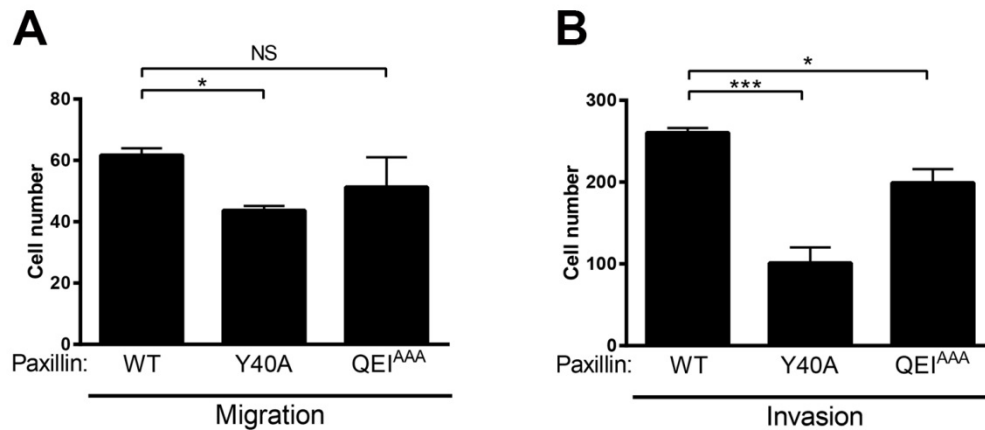 A
NS
*
80
60
40
20
0
Cell number
Paxillin: WT Y40A QEI^AAA
Migration
B
*
***
300
200
100
0
Cell number
Paxillin: WT Y40A QEI^AAA
Invasion